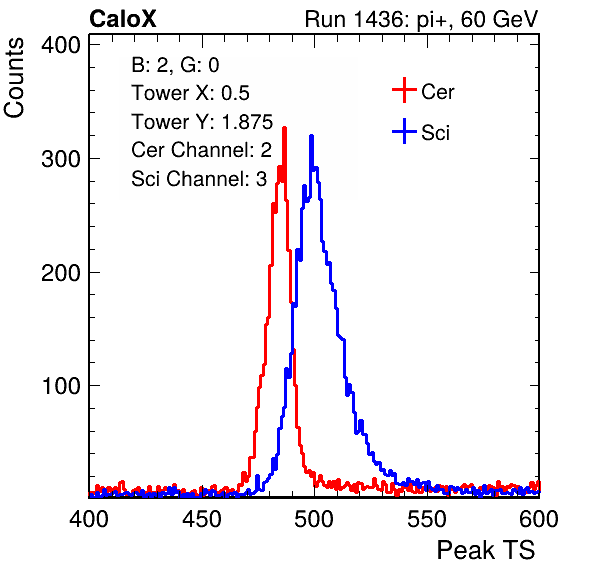 CaloX Run 1436: pi+, 60 GeV
400
300
200
100
Counts
B: 2, G: 0
Tower X: 0.5
Tower Y: 1.875
Cer Channel: 2
Sci Channel: 3
Cer
Sci
400 450 500 550 600
Peak TS